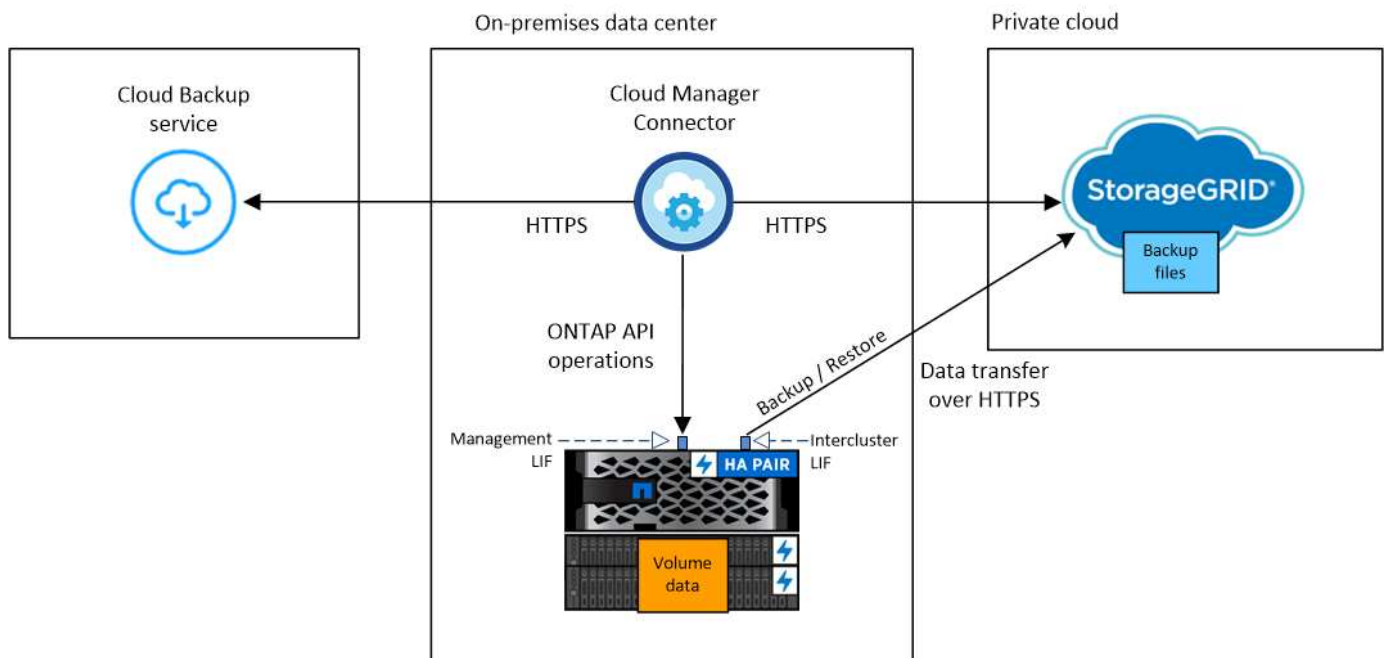 On-premises data center
Private cloud
Cloud Backup
service
Cloud Manager
Connector
StorageGRID®
Backup
files
HTTPS
HTTPS
ONTAP API
operations
Backup / Restore
Data transfer
over HTTPS
Management
LIF
Intercluster
LIF
HA PAIR
Volume
data